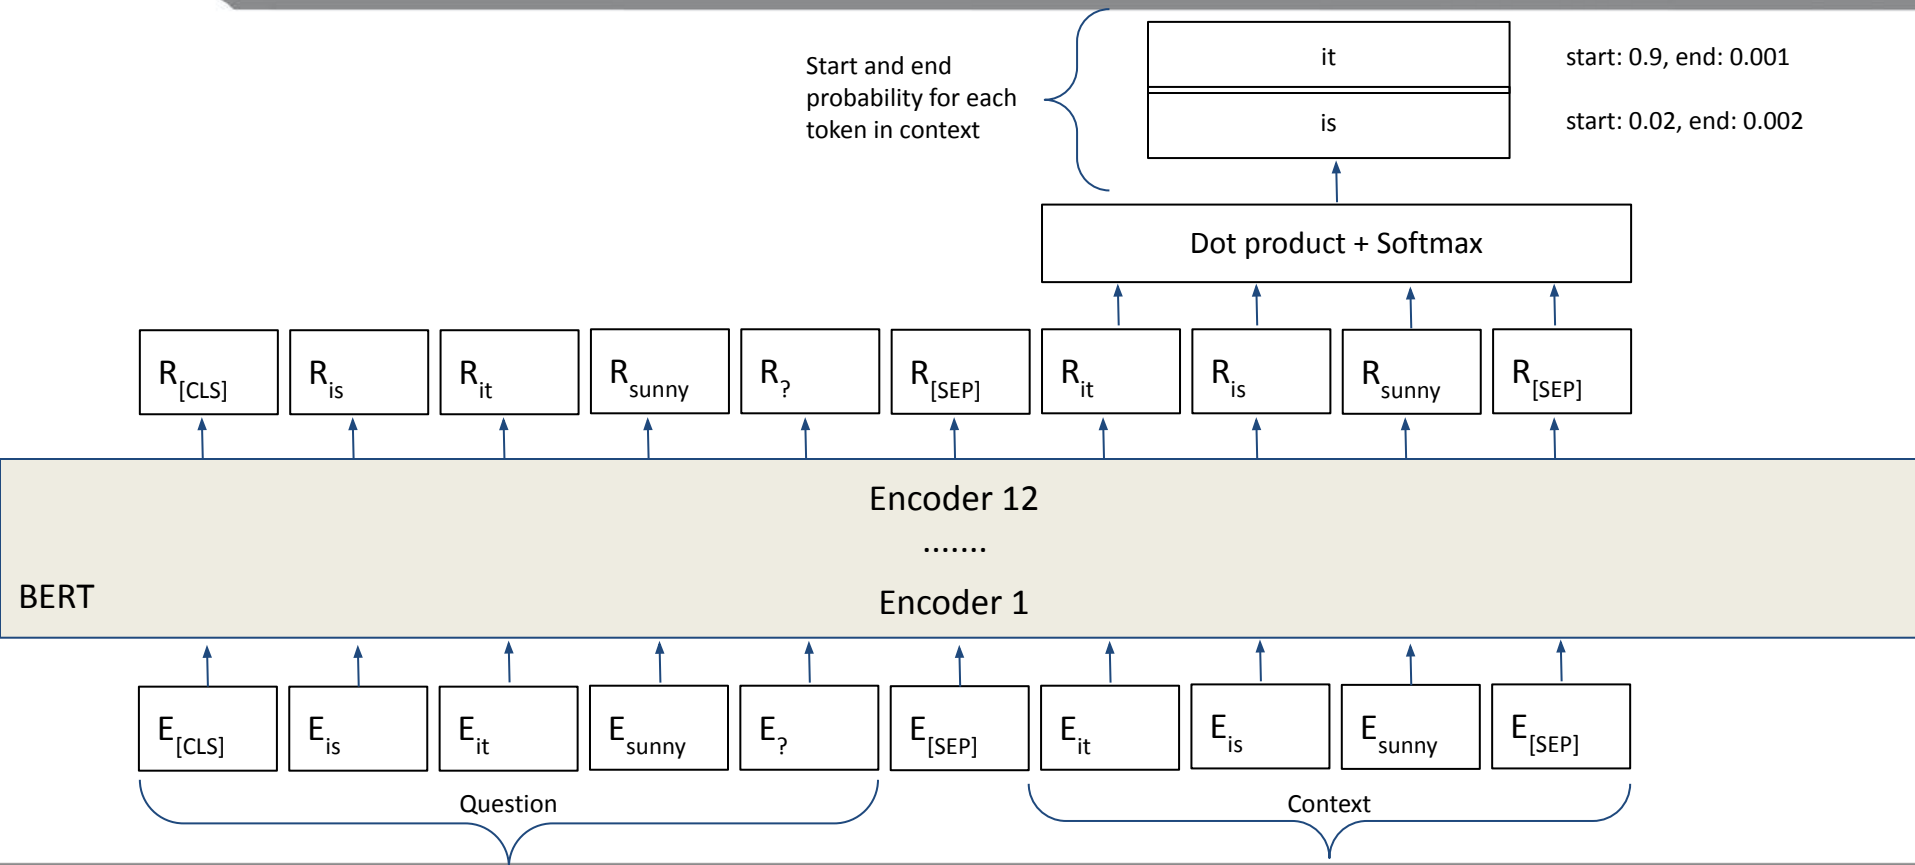 Start and end
probability for each
token in context
it
start: 0.9, end: 0.001
is
start: 0.02, end: 0.002
Dot product + Softmax
R[CLS] Ris Rit Rsunny R? R[SEP] Rit Ris Rsunny R[SEP]
Encoder 12
.......
BERT
Encoder 1
E[CLS] Eis Eit Esunny E? E[SEP] Eit Eis Esunny E[SEP]
Question
Context